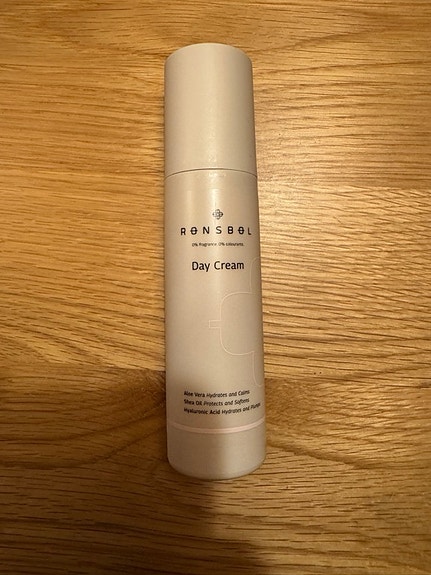 RONSBOL
0% fragrance 0% colourants
Day Cream
Aloe Vera Hydrates and Calms
Shea Oil Protects and Softens
Hyaluronic Acid Hydrates and Plumps